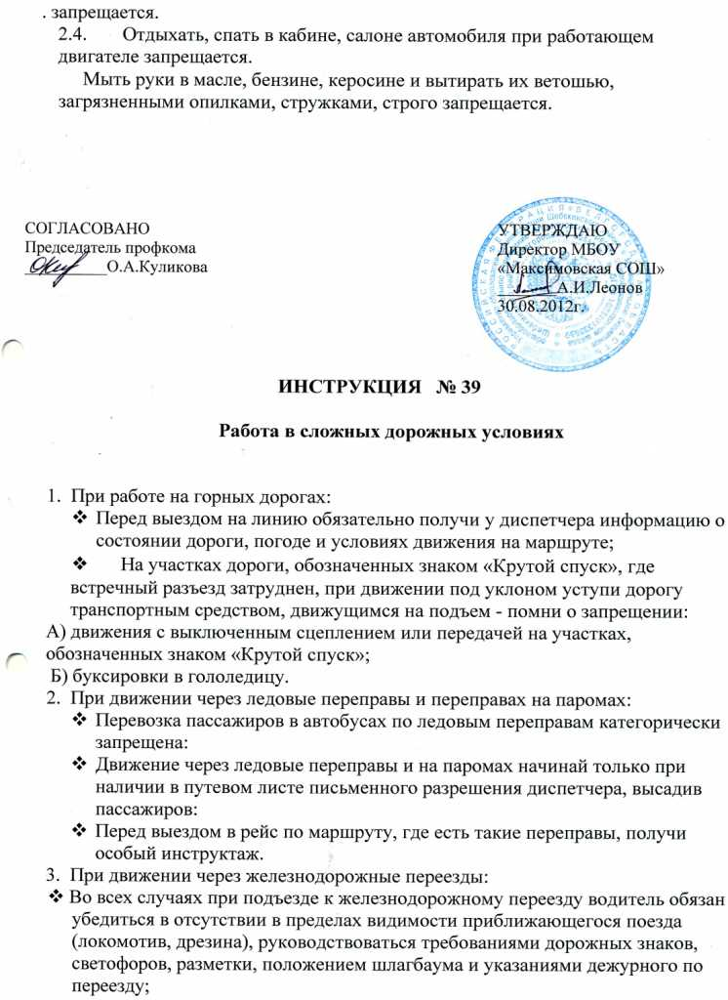 . запрещается.
2.4. Отдыхать, спать в кабине, салоне автомобиля при работающем
двигателе запрещается.
Мыть руки в масле, бензине, керосине и вытирать их ветошью,
загрязненными опилками, стружками, строго запрещается.
СОГЛАСОВАНО
Председатель профкома
__________О.А.Куликова
УТВЕРЖДАЮ
Директор МБОУ
«Максимовская СОШ»
_______А.И.Леонов
30.08.2012г.
ИНСТРУКЦИЯ № 39
Работа в сложных дорожных условиях
1. При работе на горных дорогах:
❖ Перед выездом на линию обязательно получи у диспетчера информацию о
состоянии дороги, погоде и условиях движения на маршруте;
❖ На участках дороги, обозначенных знаком «Крутой спуск», где
встречный разъезд затруднен, при движении под уклоном уступи дорогу
транспортным средством, движущимся на подъем - помни о запрещении:
А) движения с выключенным сцеплением или передачей на участках,
обозначенных знаком «Крутой спуск»;
Б) буксировки в гололедицу.
2. При движении через ледовые переправы и переправах на паромах:
❖ Перевозка пассажиров в автобусах по ледовым переправам категорически
запрещена:
❖ Движение через ледовые переправы и на паромах начинай только при
наличии в путевом листе письменного разрешения диспетчера, высадив
пассажиров:
❖ Перед выездом в рейс по маршруту, где есть такие переправы, получи
особый инструктаж.
3. При движении через железнодорожные переезды:
❖ Во всех случаях при подъезде к железнодорожному переезду водитель обязан
убедиться в отсутствии в пределах видимости приближающегося поезда
(локомотив, дрезина), руководствоваться требованиями дорожных знаков,
светофоров, разметки, положением шлагбаума и указаниями дежурного по
переезду;